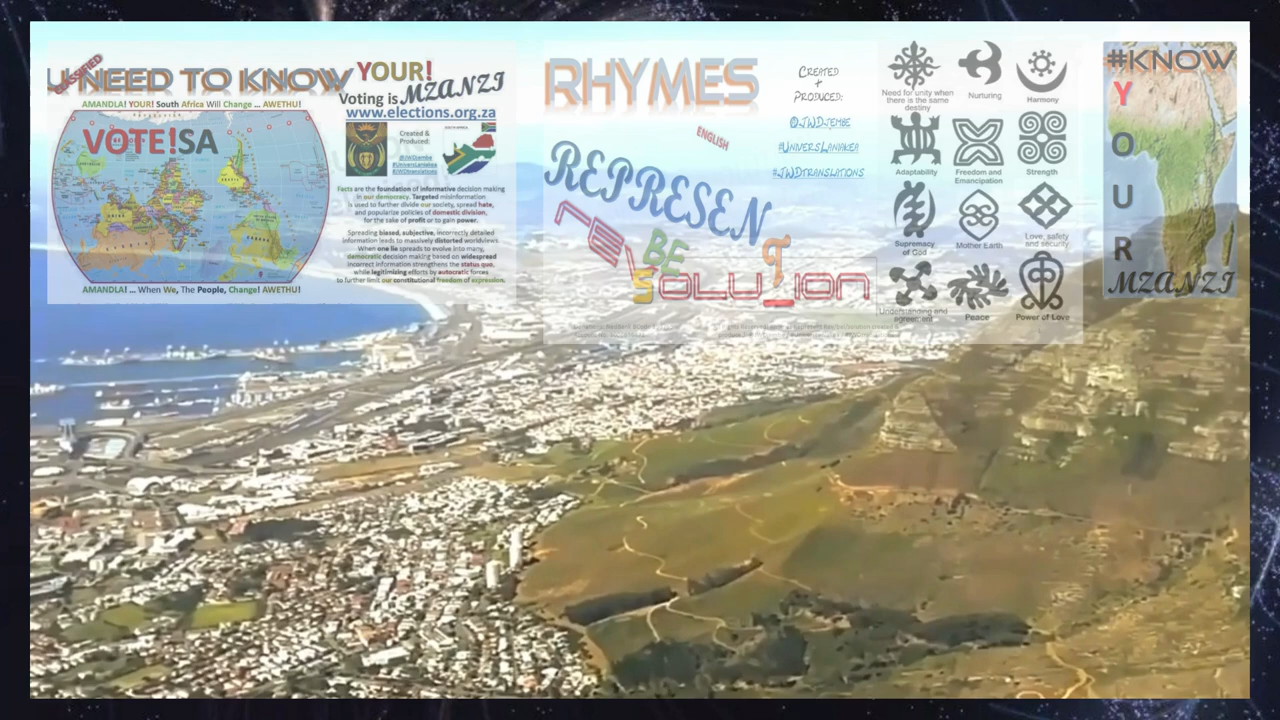 CLASSIFIED
U NEED TO KNOW
AMANDLA! YOUR! South Africa Will Change ... AWETHU!
VOTE!SA
AMANDLA! ... When We, The People, Change! AWETHU!
YOUR!
Voting is MZANZI
www.elections.org.za
Created &
Produced:
@JWDjembe
#UniversLaniakea
#JWDtranslations
SOUTH AFRICA
Facts are the foundation of informative decision making
in our democracy. Targeted misinformation
is used to further divide our society, spread hate,
and popularize policies of domestic division,
for the sake of profit or to gain power.
Spreading biased, subjective, incorrectly detailed
information leads to massively distorted worldviews.
When one lie spreads to evolve into many,
democratic decision making based on widespread
incorrect information strengthens the status quo,
while legitimizing efforts by autocratic forces
to further limit our constitutional freedom of expression.
RHYMES
ENGLISH
REPRESENT
BE
reVSOLU_ION
CREATED
+
PRODUCED:
@JWDJEMBE
#UNIVERSLANIAKEA
#JWDTRANSLATIONS
Need for unity when
there is the same
destiny
Nurturing
Harmony
Adaptability
Freedom and
Emancipation
Strength
Supremacy
of God
Mother Earth
Love, safety
and security
Understanding and
agreement
Peace
Power of Love
#KNOW
YOUR
MZANZI